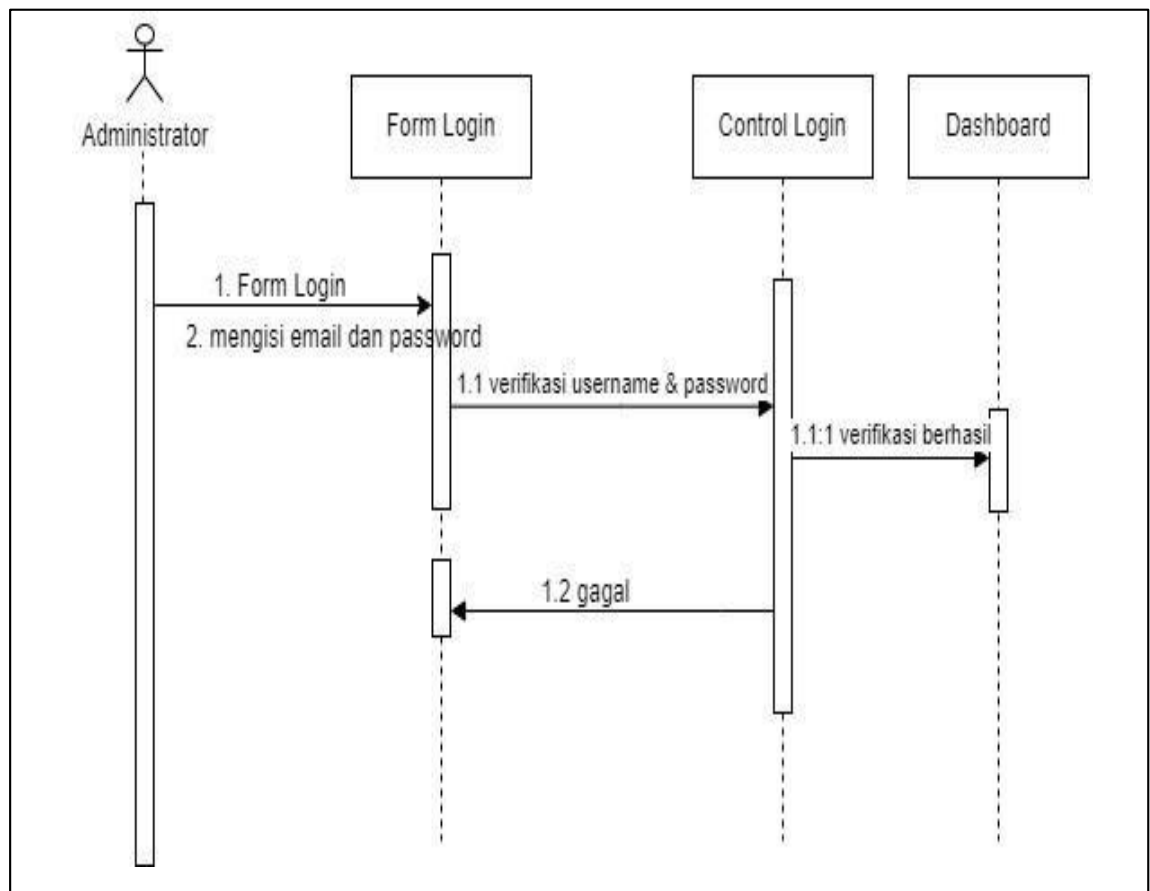 Administrator
Form Login
Control Login
Dashboard
1. Form Login
2. mengisi email dan password
1.1 verifikasi username & password
1.1:1 verifikasi berhasil
1.2 gagal